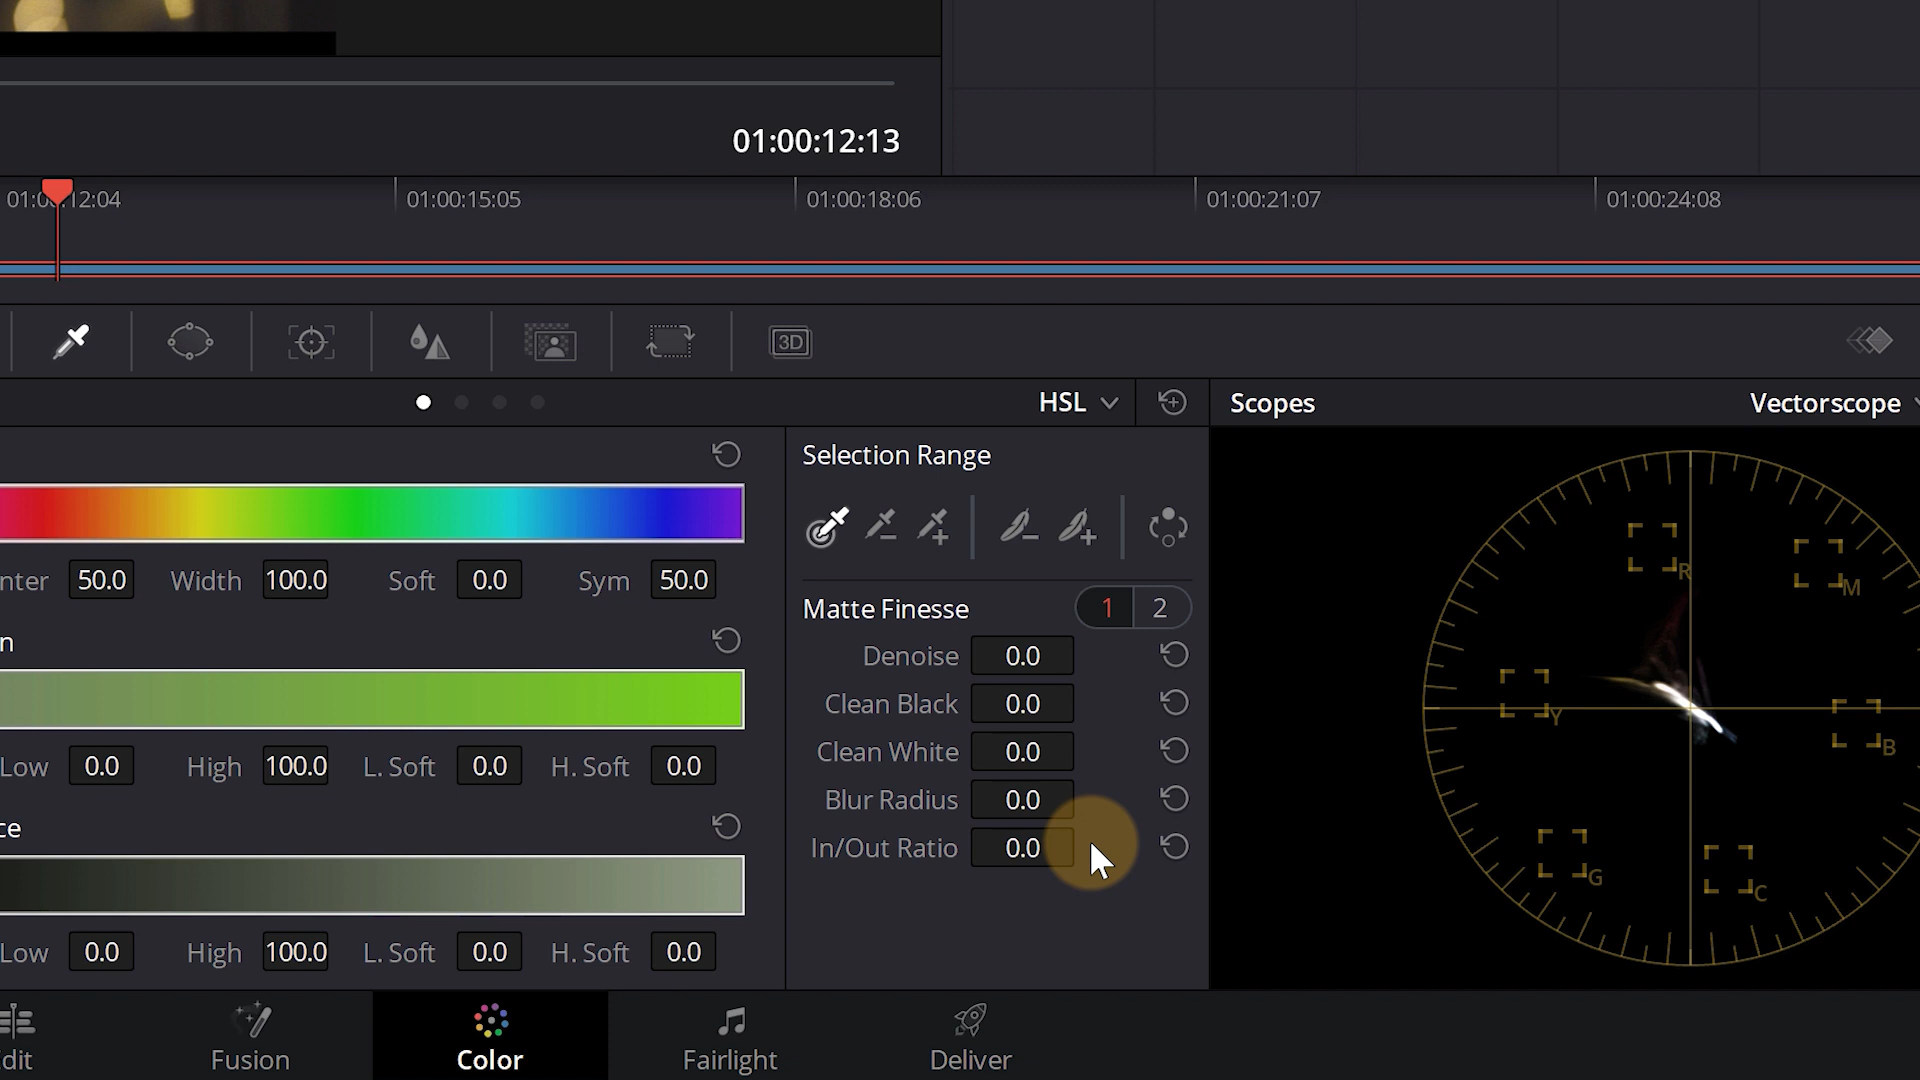 01:00:12:13
01:00:12:04 01:00:15:05 01:00:18:06 01:00:21:07 01:00:24:08
3D
HSL
Scopes
Vectorscope
Selection Range
nter 50.0 Width 100.0 Soft 0.0 Sym 50.0
n
Low 0.0 High 100.0 L. Soft 0.0 H. Soft 0.0
ce
Low 0.0 High 100.0 L. Soft 0.0 H. Soft 0.0
Matte Finesse 1 2
Denoise 0.0
Clean Black 0.0
Clean White 0.0
Blur Radius 0.0
In/Out Ratio 0.0
R
M
Y
B
G
C
dit
Fusion
Color
Fairlight
Deliver